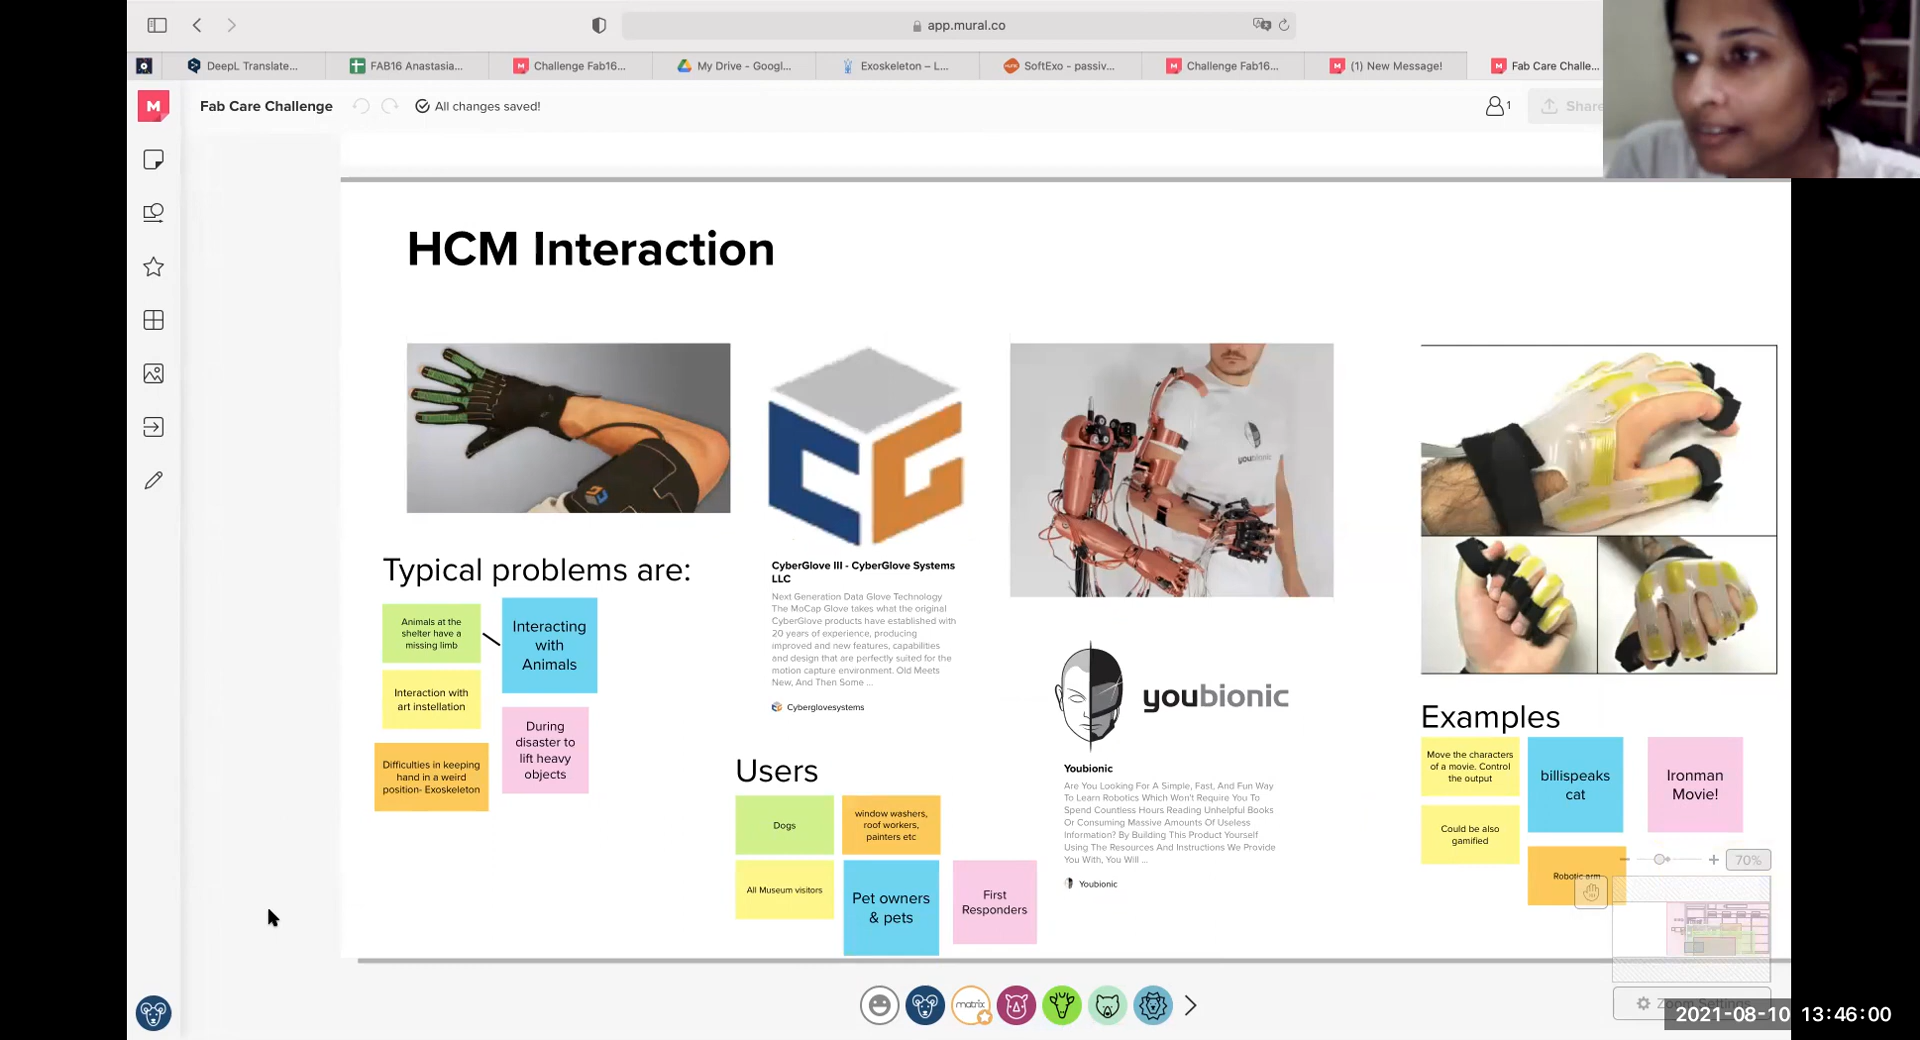 app.mural.co
DeepL Translate...
FAB16 Anastasia...
Challenge Fab16...
My Drive - Googl...
Exoskeleton – L...
SoftExo - passiv...
Challenge Fab16...
(1) New Message!
Fab Care Challe...
M
Fab Care Challenge
All changes saved!
1
Share
HCM Interaction
CG
youbionic
Typical problems are:
Animals at the
shelter have a
missing limb
Interacting
with
Animals
Interaction with
art instellation
During
disaster to
lift heavy
objects
Difficulties in keeping
hand in a weird
position- Exoskeleton
CyberGlove III - CyberGlove Systems
LLC
Next Generation Data Glove Technology
The MoCap Glove takes what the original
CyberGlove products have established with
20 years of experience, producing
improved and new features, capabilities
and design that are perfectly suited for the
motion capture environment. Old Meets
New, And Then Some ...
Cyberglovesystems
Users
Dogs
window washers,
roof workers,
painters etc
All Museum visitors
Pet owners
& pets
First
Responders
youbionic
Youbionic
Are You Looking For A Simple, Fast, And Fun Way
To Learn Robotics Which Won't Require You To
Spend Countless Hours Reading Unhelpful Books
Or Consuming Massive Amounts Of Useless
Information? By Building This Product Yourself
Using The Resources And Instructions We Provide
You With, You Will ...
Youbionic
Examples
Move the characters
of a movie. Control
the output
billispeaks
cat
Ironman
Movie!
Could be also
gamified
Robotic arm
70%
matrix
Zoom Settings
2021-08-10 13:46:00